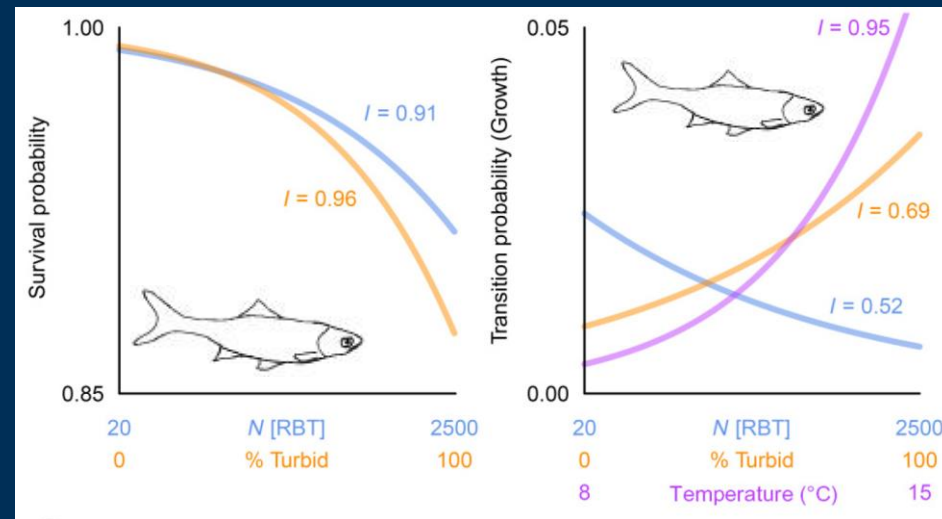 1.00
Survival probability
I = 0.91
I = 0.96
0.85
20 N [RBT] 2500
0 % Turbid 100
0.05
Transition probability (Growth)
I = 0.95
I = 0.69
I = 0.52
0.00
20 N [RBT] 2500
0 % Turbid 100
8 Temperature (°C) 15